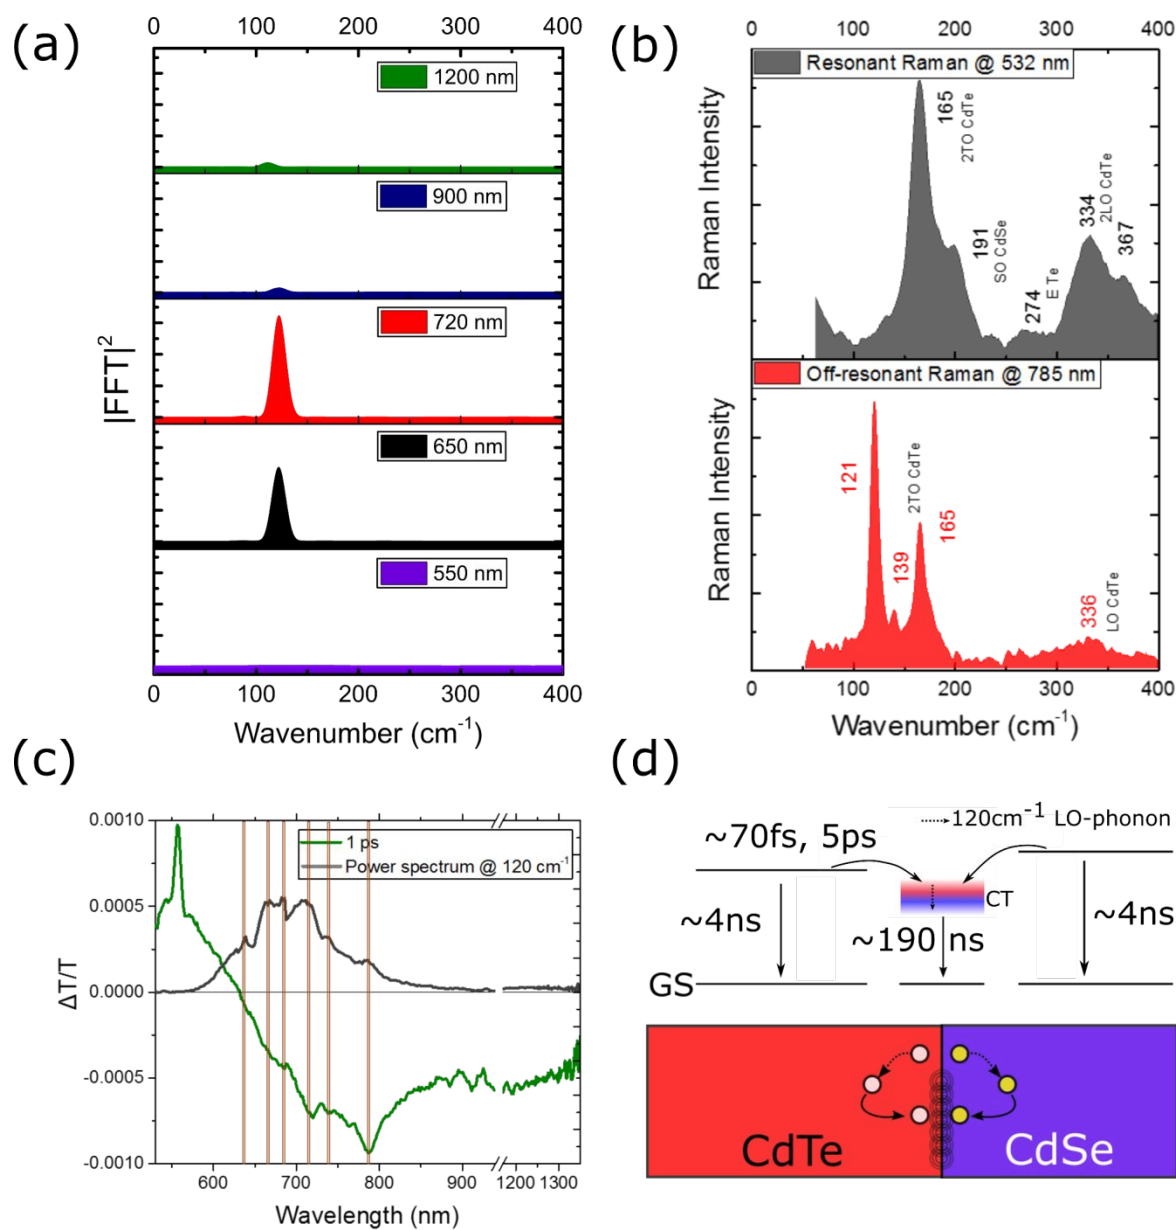 (a)
0 100 200 300 400
1200 nm
900 nm
720 nm
650 nm
550 nm
|FFT|²
0 100 200 300 400
Wavenumber (cm⁻¹)
(b)
0 100 200 300 400
Resonant Raman @ 532 nm
165
2TO CdTe
191
SO CdSe
274
E Te
334
2LO CdTe
367
Raman Intensity
Off-resonant Raman @ 785 nm
121
139
2TO CdTe
165
336
LO CdTe
Raman Intensity
0 100 200 300 400
Wavenumber (cm⁻¹)
(c)
0.0010
0.0005
0.0000
-0.0005
-0.0010
ΔT/T
1 ps
Power spectrum @ 120 cm⁻¹
600 700 800 900 1200 1300
Wavelength (nm)
(d)
120cm⁻¹ LO-phonon
~70fs, 5ps
CT
~4ns
~190 ns
~4ns
GS
CdTe
CdSe